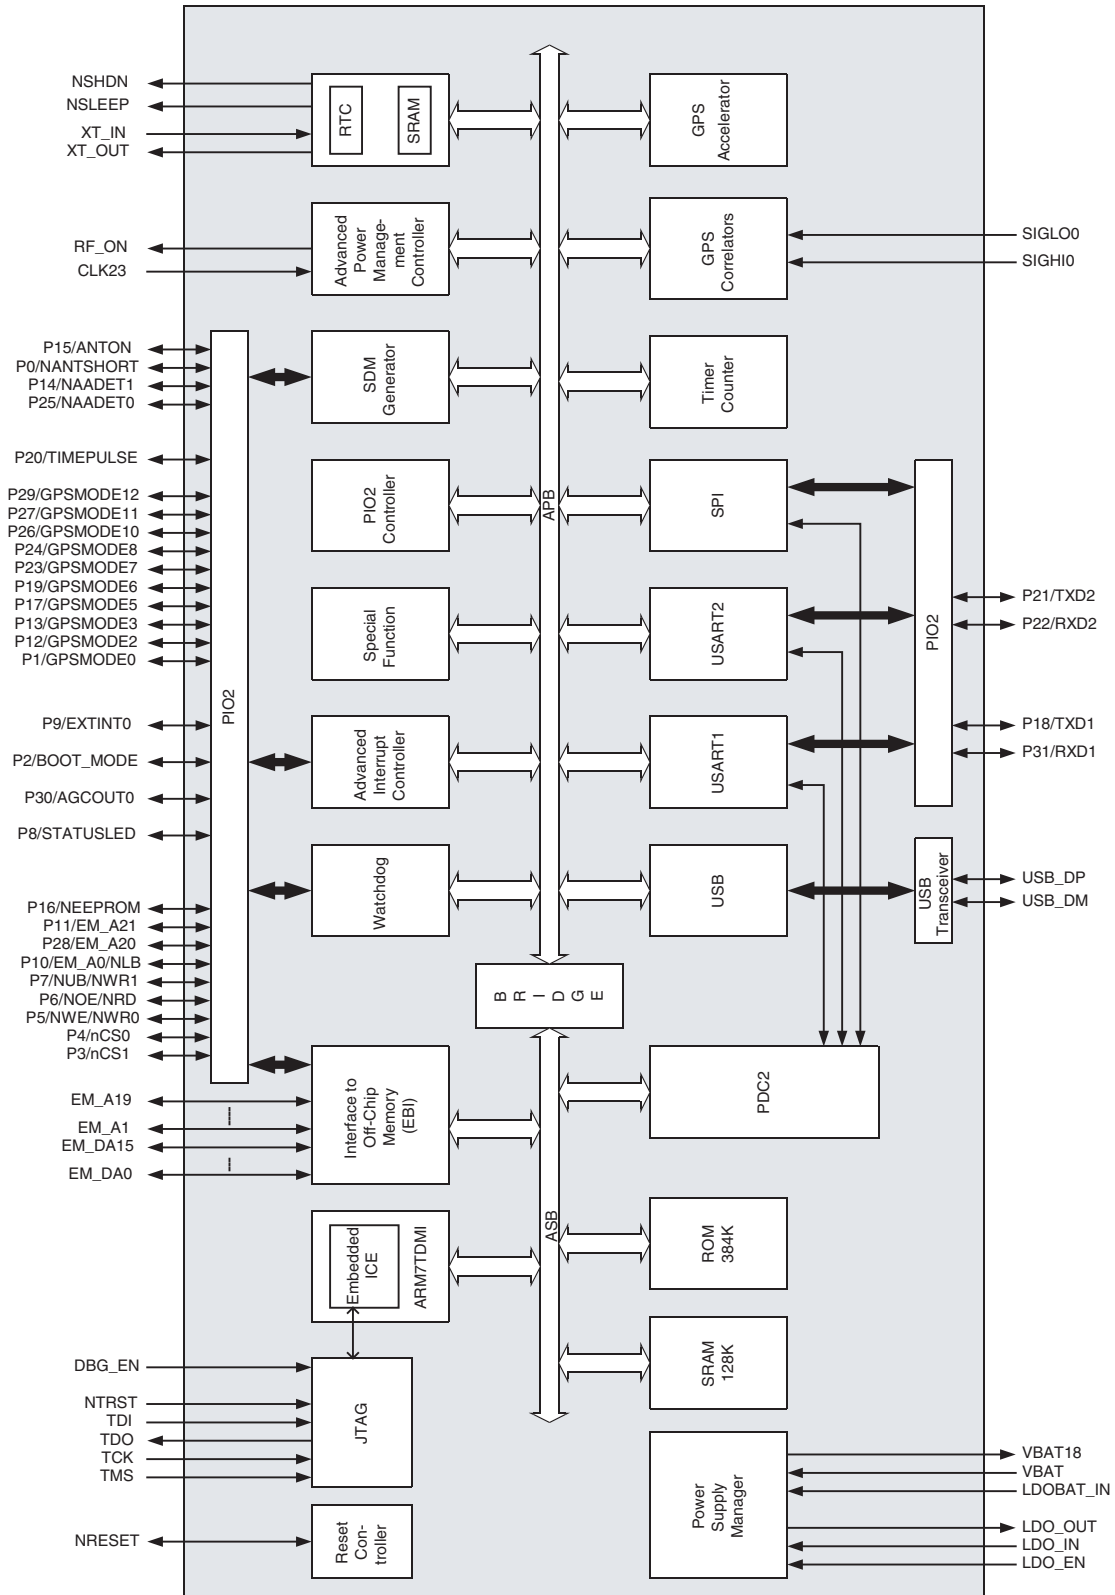 NSHDN
NSLEEP
XT_IN
XT_OUT
RTC
SRAM
GPS
Accelerator
RF_ON
CLK23
Advanced
Power
Manage-
ment
Controller
GPS
Correlators
SIGLO0
SIGHI0
P15/ANTON
P0/NANTSHORT
P14/NAADET1
P25/NAADET0
SDM
Generator
Timer
Counter
P20/TIMEPULSE
P29/GPSMODE12
P27/GPSMODE11
P26/GPSMODE10
P24/GPSMODE8
P23/GPSMODE7
P19/GPSMODE6
P17/GPSMODE5
P13/GPSMODE3
P12/GPSMODE2
P1/GPSMODE0
PIO2
Controller
APB
SPI
Special
Function
USART2
PIO2
P21/TXD2
P22/RXD2
PIO2
P9/EXTINT0
P2/BOOT_MODE
P30/AGCOUT0
P8/STATUSLED
Advanced
Interrupt
Controller
USART1
P18/TXD1
P31/RXD1
Watchdog
USB
USB
Transceiver
USB_DP
USB_DM
P16/NEEPROM
P11/EM_A21
P28/EM_A20
P10/EM_A0/NLB
P7/NUB/NWR1
P6/NOE/NRD
P5/NWE/NWR0
P4/nCS0
P3/nCS1
B
R
I
D
G
E
EM_A19
EM_A1
EM_DA15
EM_DA0
Interface to
Off-Chip
Memory
(EBI)
PDC2
Embedded
ICE
ARM7TDMI
ASB
ROM
384K
SRAM
128K
DBG_EN
NTRST
TDI
TDO
TCK
TMS
JTAG
NRESET
Reset
Con-
troller
Power
Supply
Manager
VBAT18
VBAT
LDOBAT_IN
LDO_OUT
LDO_IN
LDO_EN